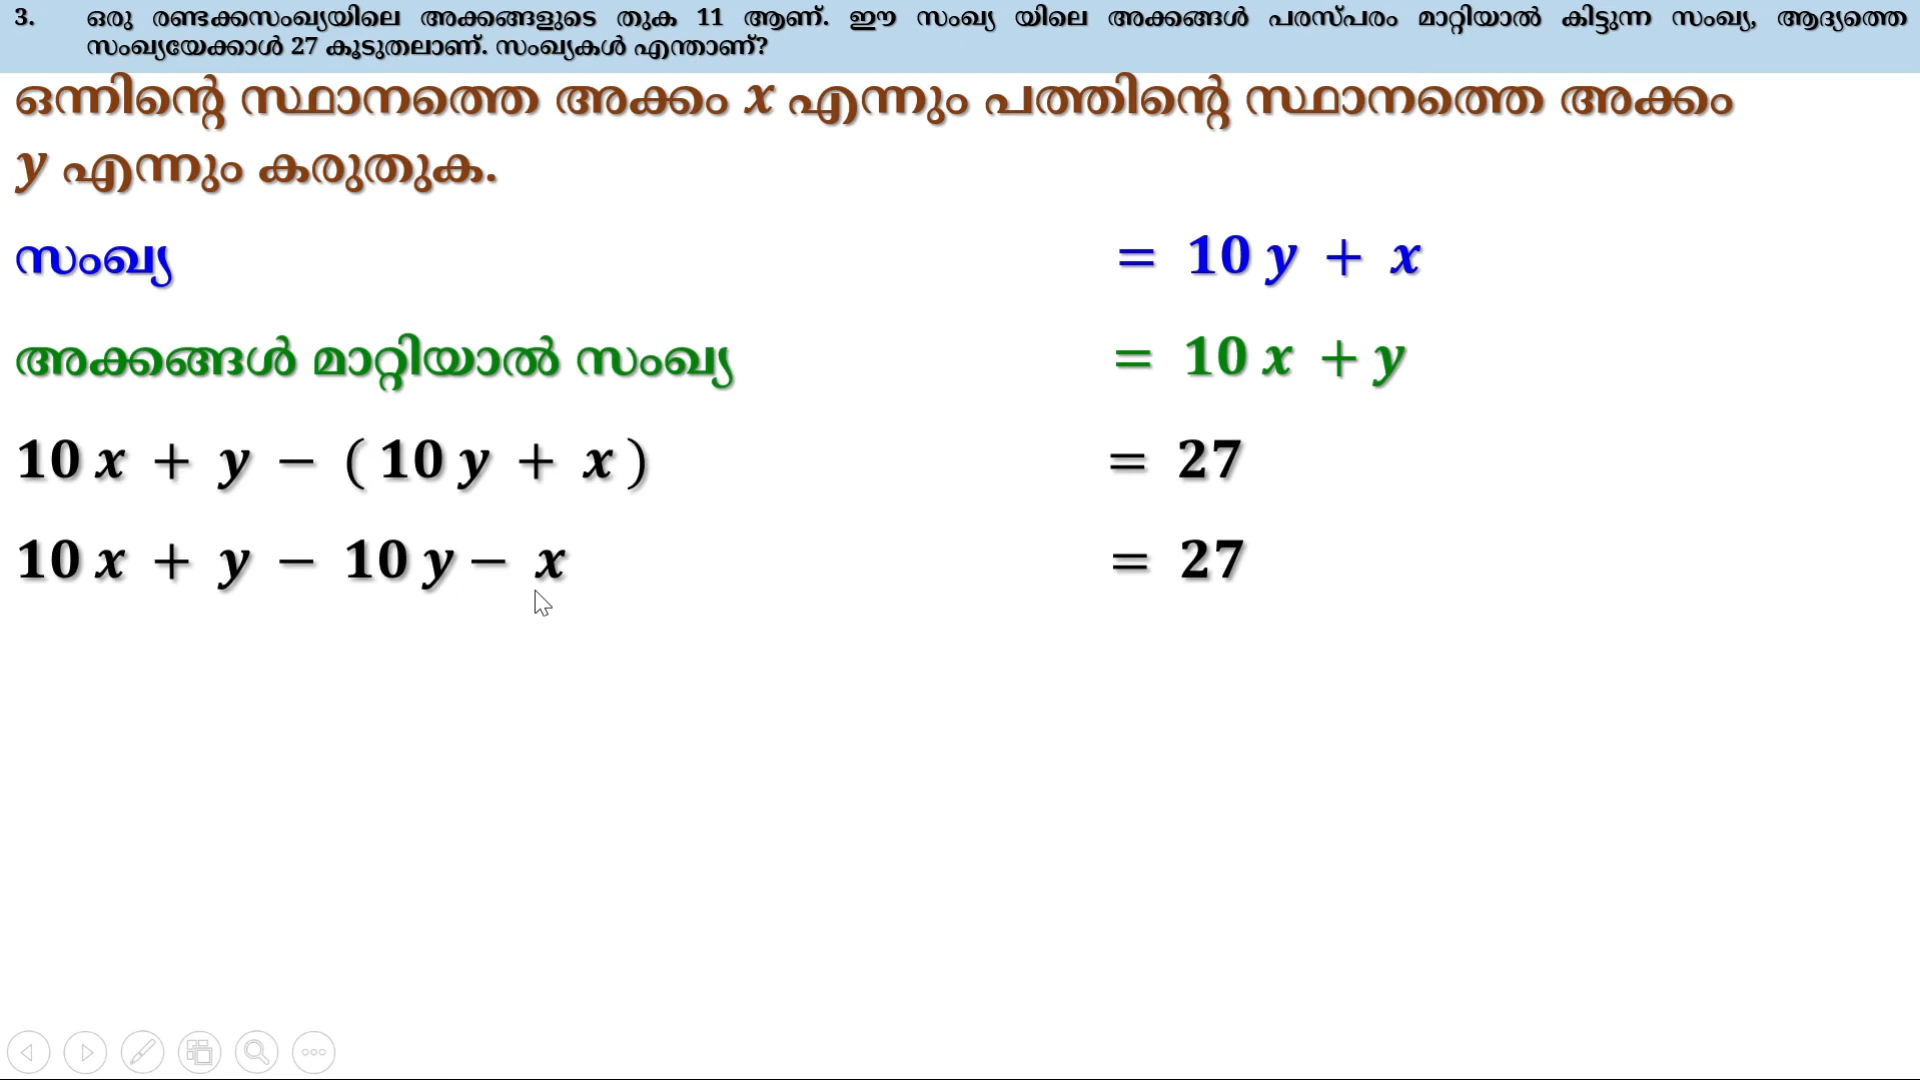 3. ഒരു രണ്ടക്കസംഖ്യയിലെ അക്കങ്ങളുടെ തുക 11 ആണ്. ഈ സംഖ്യ യിലെ അക്കങ്ങൾ പരസ്പരം മാറ്റിയാൽ കിട്ടുന്ന സംഖ്യ, ആദ്യത്തെ
സംഖ്യയേക്കാൾ 27 കൂടുതലാണ്. സംഖ്യകൾ എന്താണ്?
ഒന്നിന്റെ സ്ഥാനത്തെ അക്കം x എന്നും പത്തിന്റെ സ്ഥാനത്തെ അക്കം
y എന്നും കരുതുക.
സംഖ്യ = 10 y + x
അക്കങ്ങൾ മാറ്റിയാൽ സംഖ്യ = 10 x + y
10 x + y − ( 10 y + x ) = 27
10 x + y − 10 y − x = 27